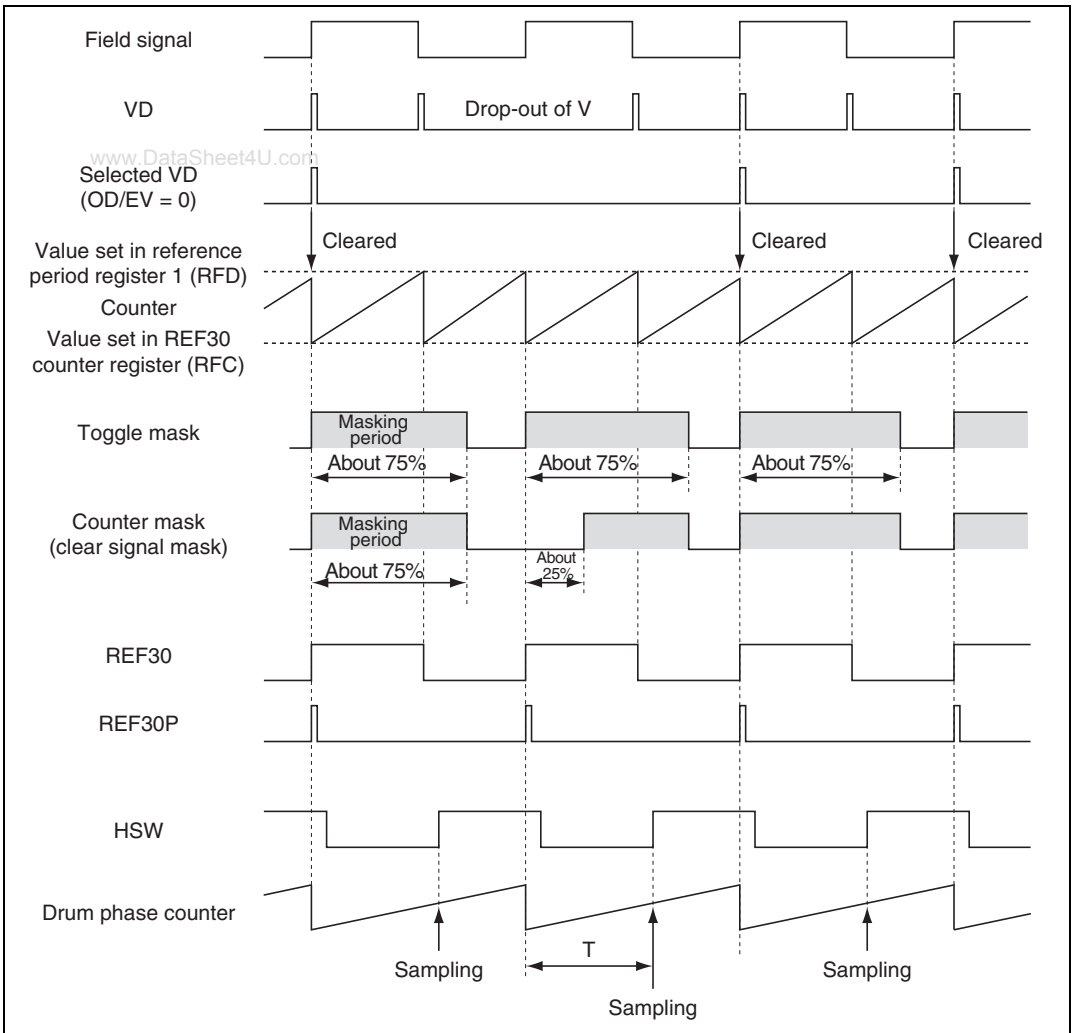 Field signal
VD
Drop-out of V
www.DataSheet4U.com
Selected VD
(OD/EV = 0)
Cleared
Cleared
Cleared
Value set in reference
period register 1 (RFD)
Counter
Value set in REF30
counter register (RFC)
Toggle mask
Masking
period
About 75%
About 75%
About 75%
Counter mask
(clear signal mask)
Masking
period
About 75%
About
25%
REF30
REF30P
HSW
Drum phase counter
Sampling
T
Sampling
Sampling